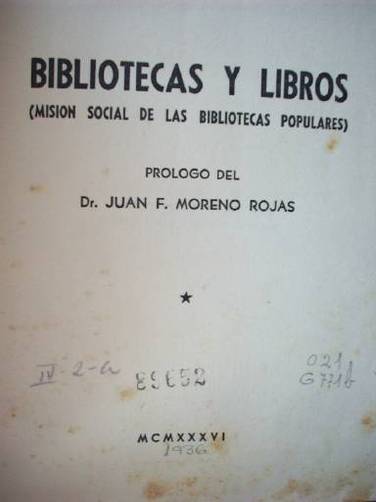 BIBLIOTECAS Y LIBROS
(MISION SOCIAL DE LAS BIBLIOTECAS POPULARES)
PROLOGO DEL
Dr. JUAN F. MORENO ROJAS
★
IV-2-a
89652
021
G771b
MCMXXXVI
1936